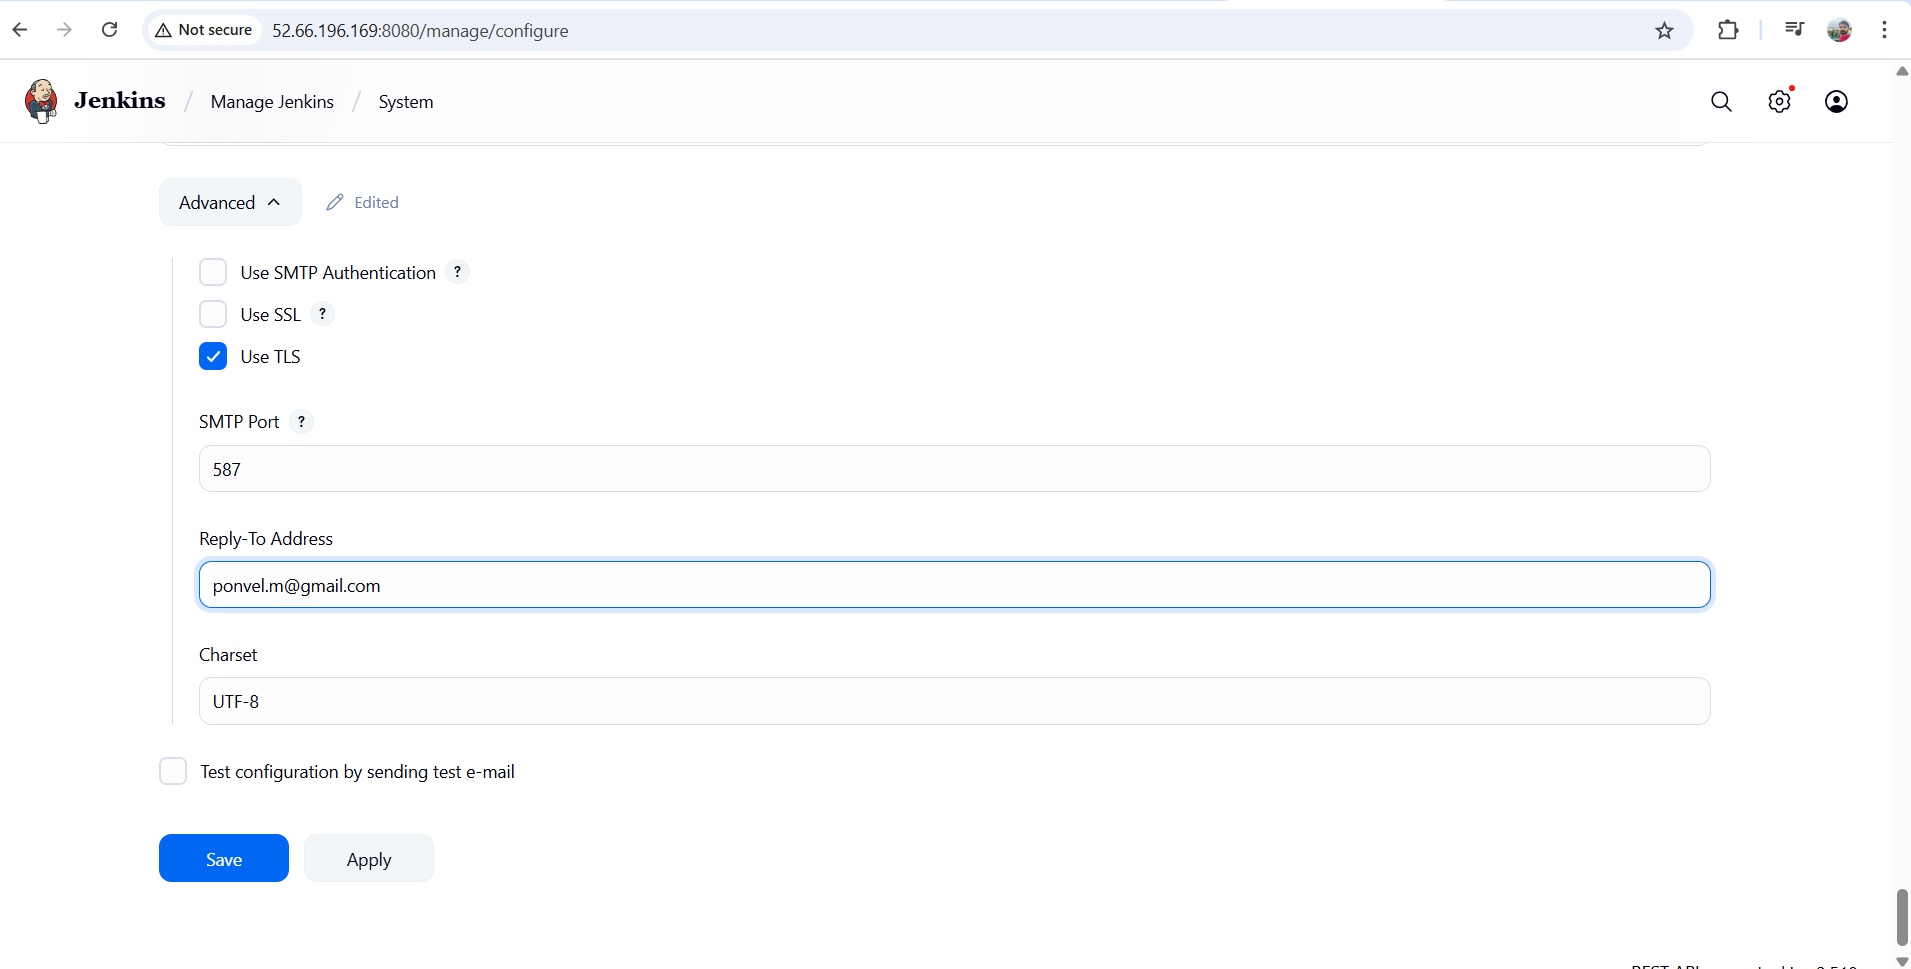 Not secure 52.66.196.169:8080/manage/configure
Jenkins / Manage Jenkins / System
Advanced Edited
Use SMTP Authentication ?
Use SSL ?
Use TLS
SMTP Port ?
587
Reply-To Address
ponvel.m@gmail.com
Charset
UTF-8
Test configuration by sending test e-mail
Save Apply